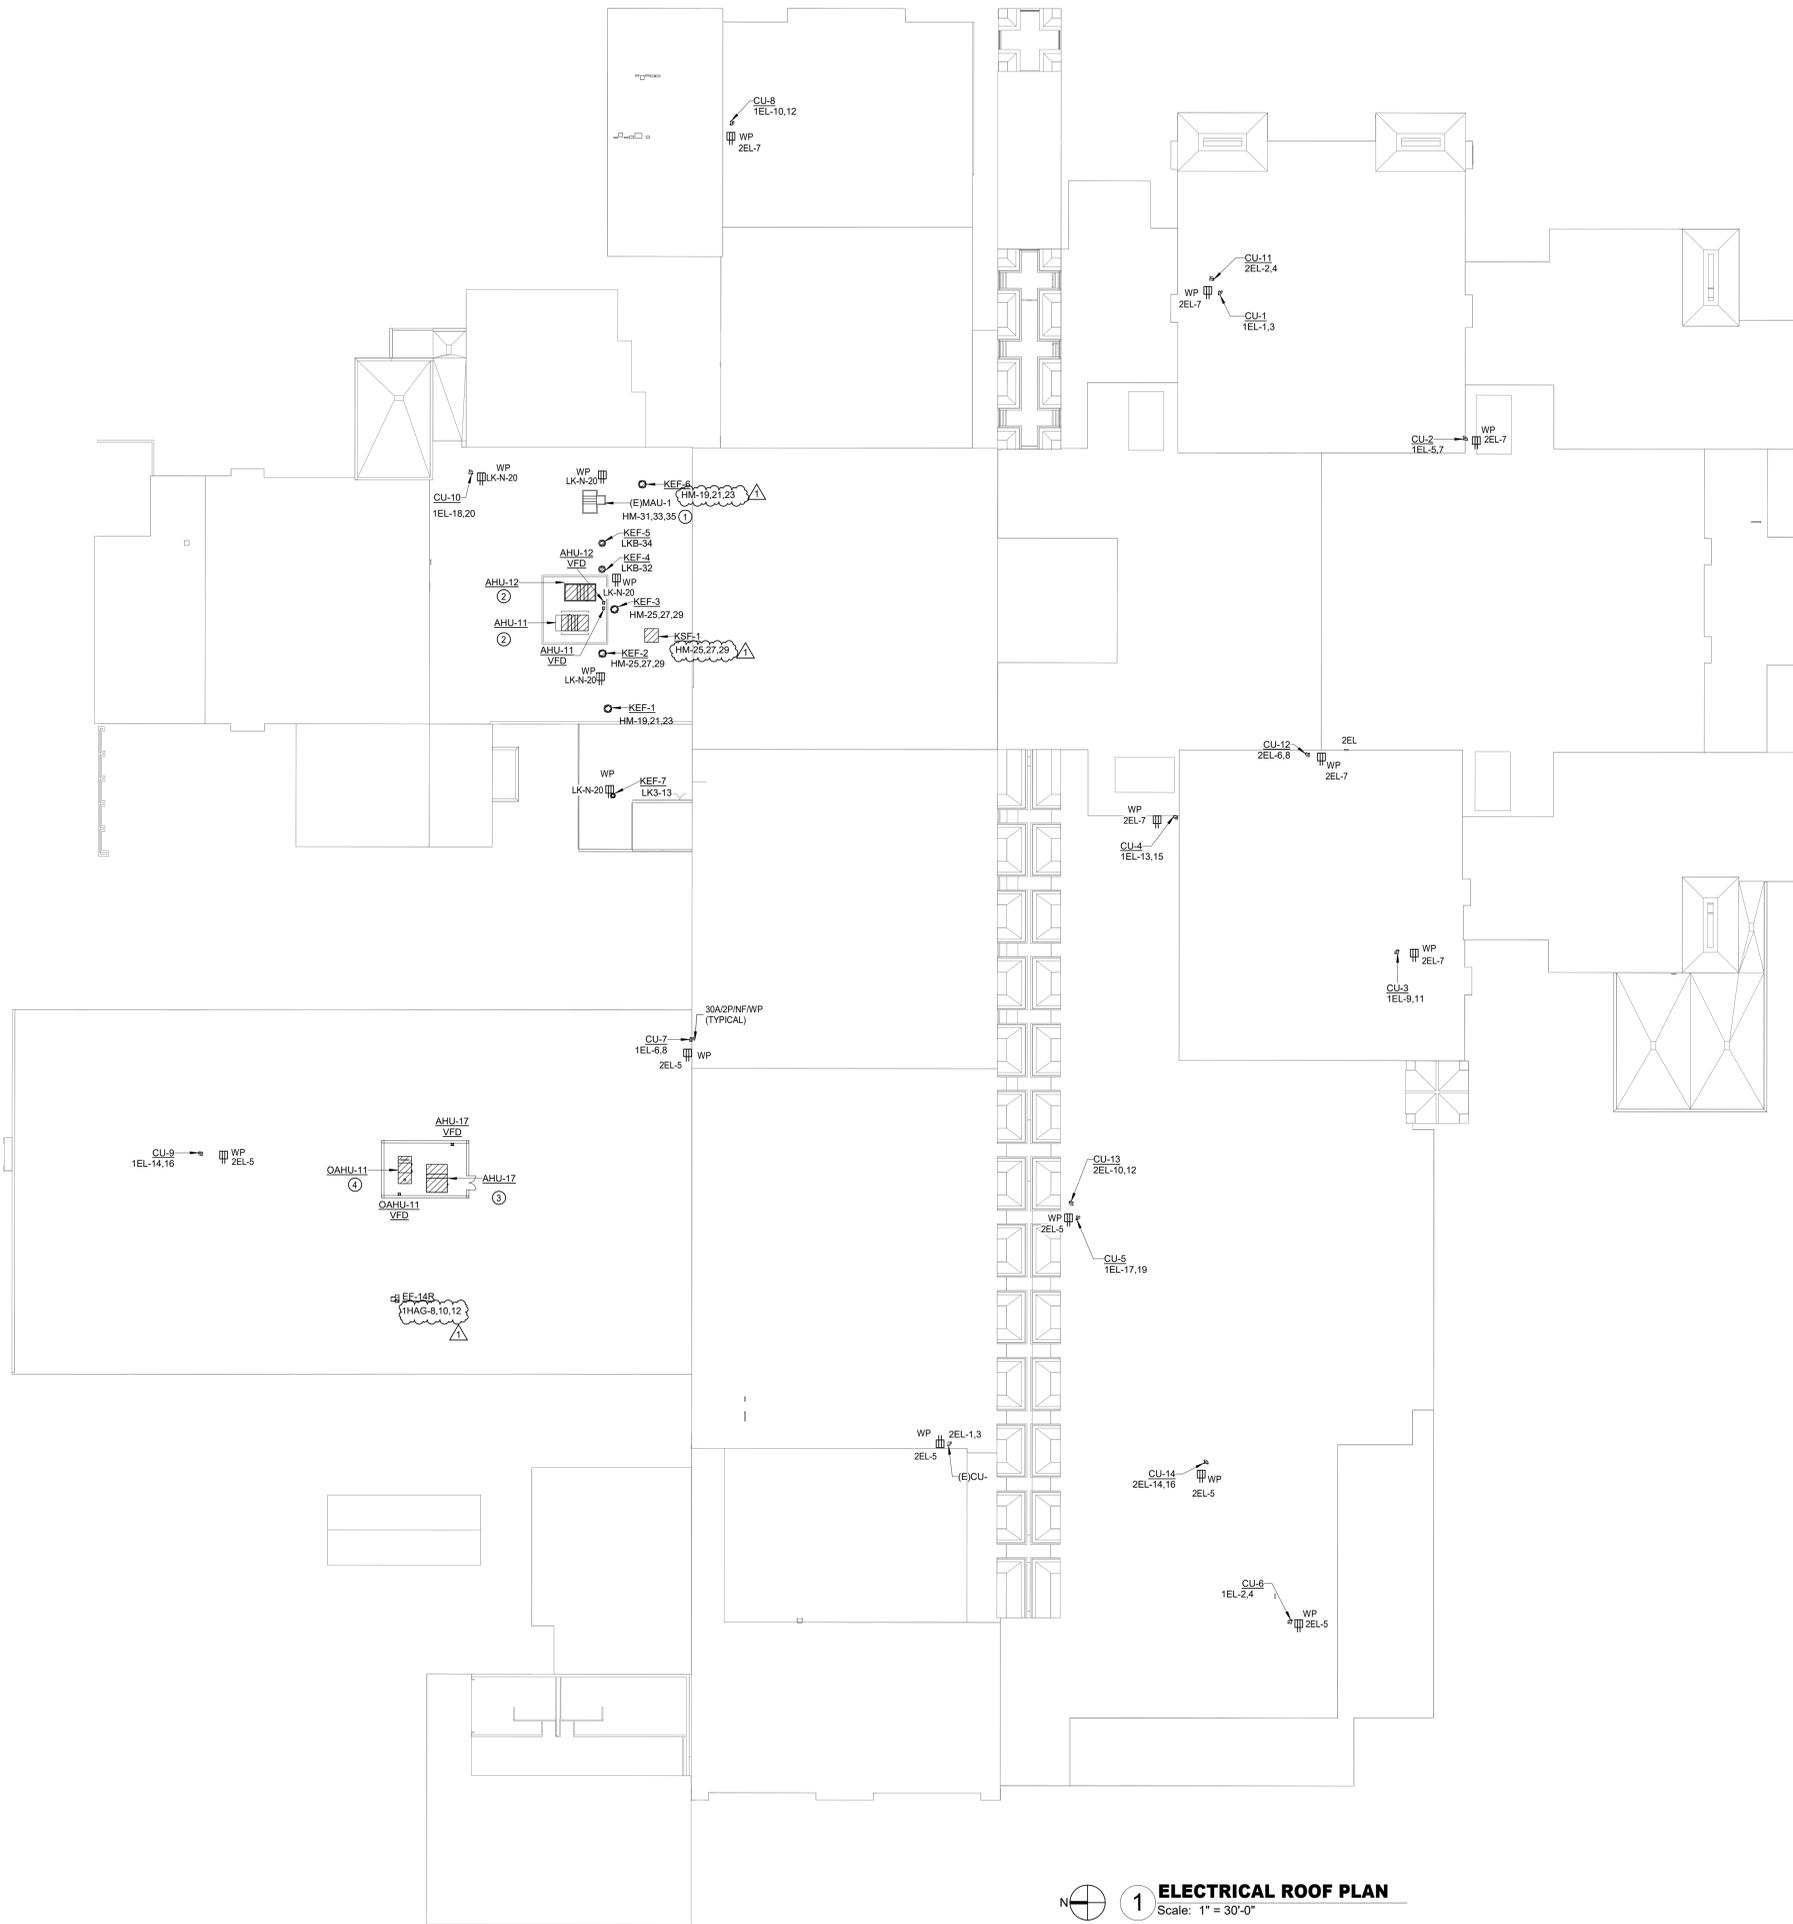 CU-8
1EL-10,12
WP
2EL-7
CU-11
2EL-2,4
WP
2EL-7
CU-1
1EL-1,3
CU-2
1EL-5,7
WP
2EL-7
WP
LK-N-20
CU-10
1EL-18,20
WP
LK-N-20
KEF-6
HM-19,21,23
1
(E)MAU-1
HM-31,33,35
1
KEF-5
LKB-34
AHU-12
VFD
KEF-4
LKB-32
AHU-12
2
WP
LK-N-20
KEF-3
HM-25,27,29
AHU-11
2
KSF-1
HM-25,27,29
1
AHU-11
VFD
KEF-2
HM-25,27,29
WP
LK-N-20
KEF-1
HM-19,21,23
WP
LK-N-20
KEF-7
LK3-13
CU-12
2EL-6,8
2EL
WP
2EL-7
WP
2EL-7
CU-4
1EL-13,15
WP
2EL-7
CU-3
1EL-9,11
30A/2P/NF/WP
(TYPICAL)
CU-7
1EL-6,8
WP
2EL-5
AHU-17
VFD
CU-9
1EL-14,16
WP
2EL-5
OAHU-11
4
AHU-17
3
OAHU-11
VFD
CU-13
2EL-10,12
WP
2EL-5
CU-5
1EL-17,19
EF-14R
1HAG-8,10,12
1
WP
2EL-1,3
2EL-5
(E)CU-
CU-14
2EL-14,16
WP
2EL-5
CU-6
1EL-2,4
WP
2EL-5
N
1
ELECTRICAL ROOF PLAN
Scale: 1" = 30'-0"